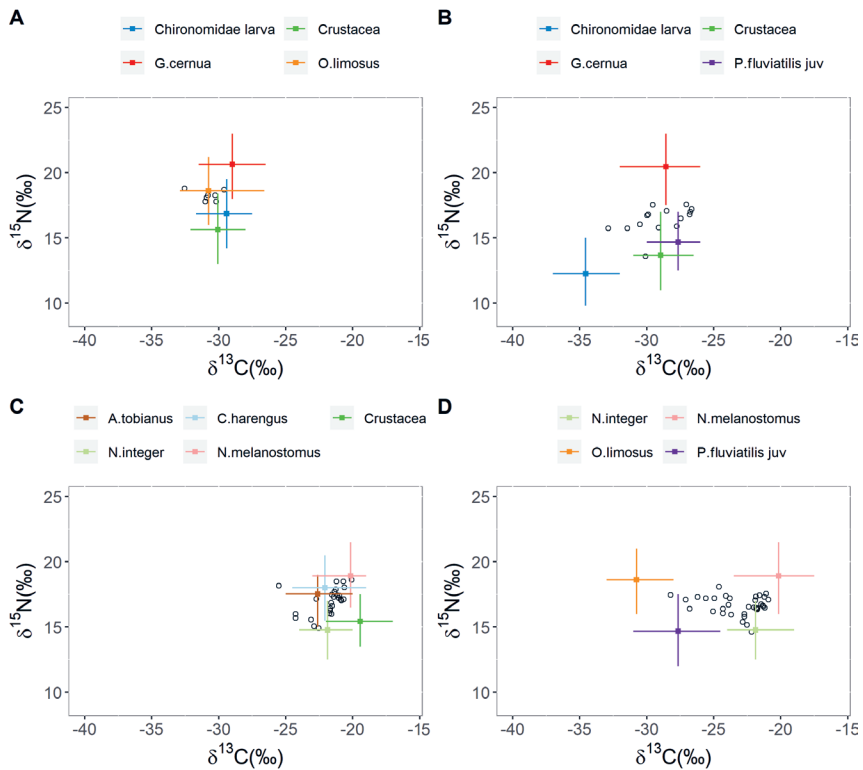 A
Chironomidae larva
Crustacea
G.cernua
O.limosus
δ15N(‰)
25
20
15
10
-40
-35
-30
-25
-20
-15
δ13C(‰)
B
Chironomidae larva
Crustacea
G.cernua
P.fluviatilis juv
δ15N(‰)
25
20
15
10
-40
-35
-30
-25
-20
-15
δ13C(‰)
C
A.tobianus
C.harengus
Crustacea
N.integer
N.melanostomus
δ15N(‰)
25
20
15
10
-40
-35
-30
-25
-20
-15
δ13C(‰)
D
N.integer
N.melanostomus
O.limosus
P.fluviatilis juv
δ15N(‰)
25
20
15
10
-40
-35
-30
-25
-20
-15
δ13C(‰)